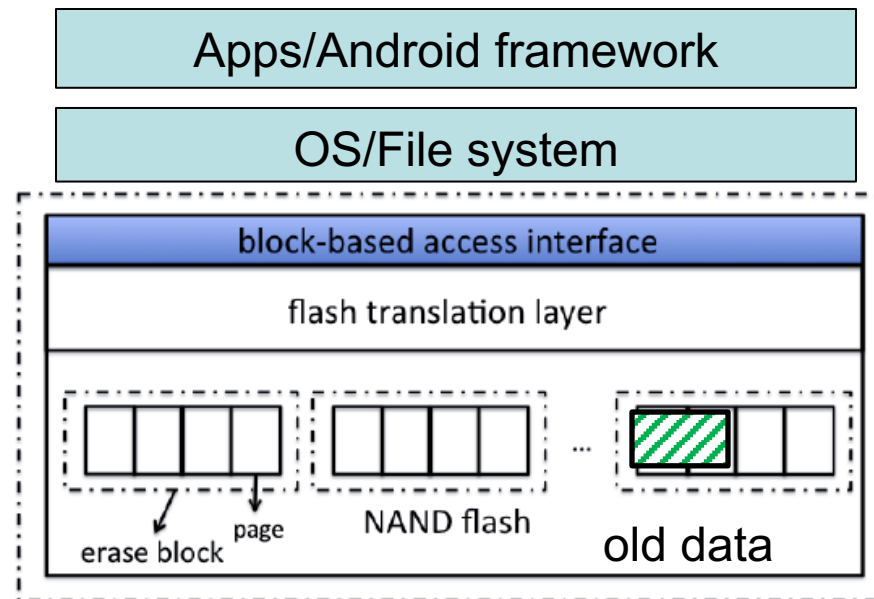 Apps/Android framework
OS/File system
block-based access interface
flash translation layer
...
erase block
page
NAND flash
old data